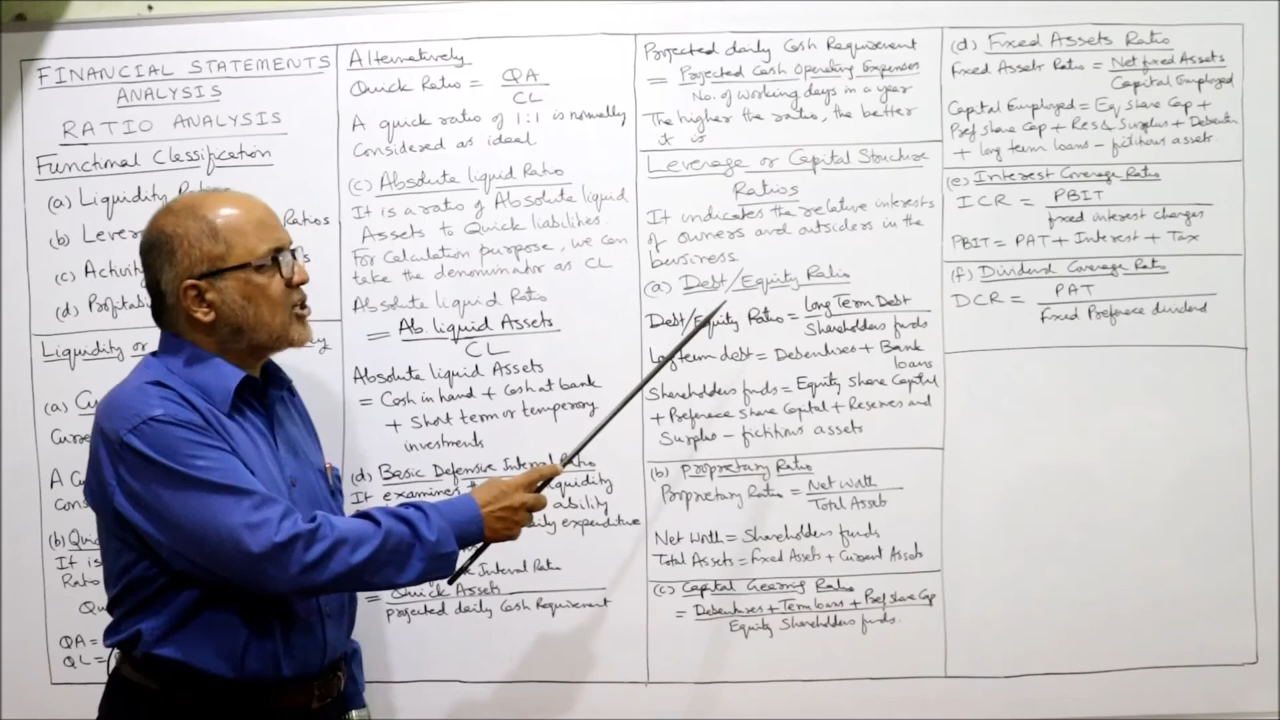 FINANCIAL STATEMENTS
ANALYSIS
RATIO ANALYSIS
Functional Classification
(a) Liquidity
(b) Ratios
(c)
(d)
Liquidity or
(a)
(b)
It is
QA =
QL =
Alternatively
Quick Ratio = QA
CL
A quick ratio of 1:1 is normally
Considered as ideal
(c) Absolute liquid Ratio
It is a ratio of Absolute liquid
Assets to Quick liabilities.
For Calculation purpose, we can
take the denominator as CL
Absolute liquid Ratio
= Ab. liquid Assets
CL
Absolute liquid Assets
= Cash in hand + Cash at bank
+ Short term or temporary
investments
(d) Basic Defensive Interval Ratio
It examines liquidity
ability
expenditure
Interval Ratio
= Quick Assets
projected daily Cash Requirement
Projected daily Cash Requirement
= Projected Cash Operating Expenses
No. of working days in a year
The higher the ratio, the better
it is
Leverage or Capital Structure
Ratios
It indicates the relative interests
of owners and outsiders in the
business
(a) Debt/Equity Ratio
Debt/Equity Ratio = Long Term Debt
Shareholders funds
Long term debt = Debentures + Bank
loans
Shareholders funds = Equity Share Capital
+ Preference Share Capital + Reserves and
Surplus – fictitious assets
(b) Proprietary Ratio
Proprietary Ratio = Net Worth
Total Assets
Net Worth = Shareholders funds
Total Assets = Fixed Assets + Current Assets
(c) Capital Gearing Ratio
= Debentures + Term loans + Pref Share Cap
Equity Shareholders funds.
(d) Fixed Assets Ratio
Fixed Assets Ratio = Net fixed Assets
Capital Employed
Capital Employed = Eq share Cap +
Pref share Cap + Res & Surplus + Debentures
+ long term loans – fictitious assets.
(e) Interest Coverage Ratio
ICR = PBIT
fixed interest charges
PBIT = PAT + Interest + Tax
(f) Dividend Coverage Ratio
DCR = PAT
Fixed Preference dividend